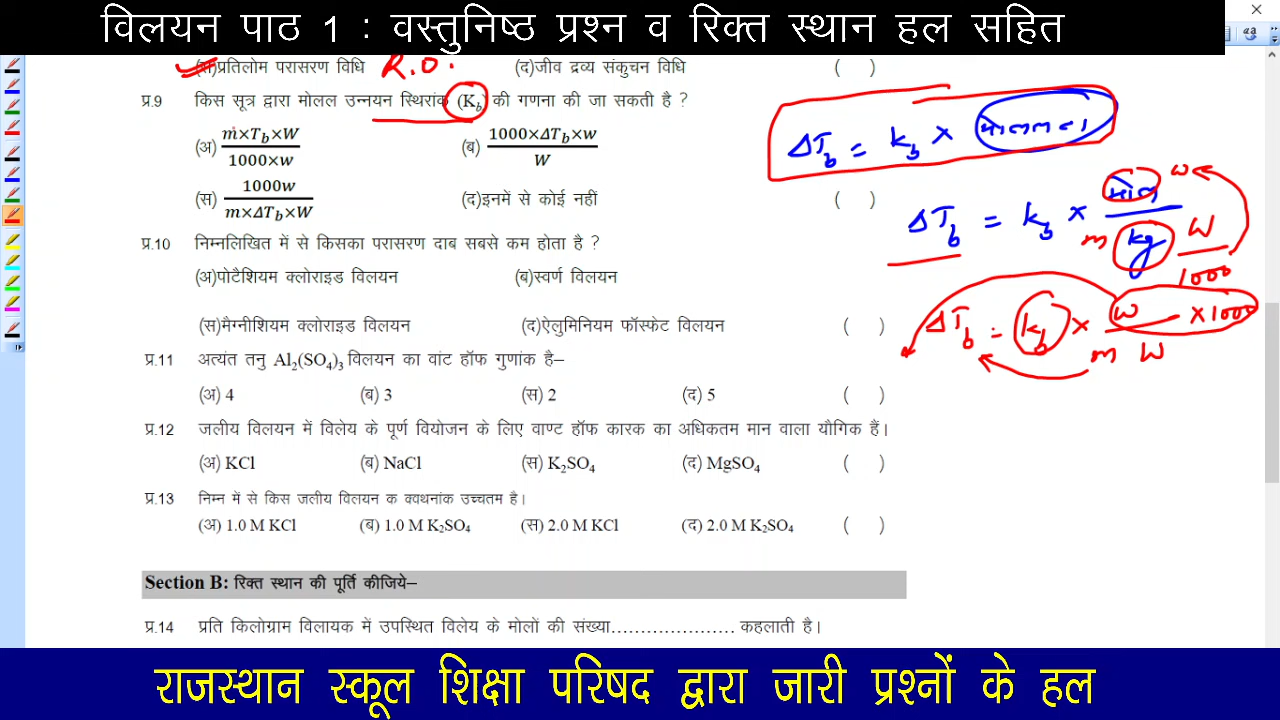 विलयन पाठ 1 : वस्तुनिष्ठ प्रश्न व रिक्त स्थान हल सहित
(स)प्रतिलोम परासरण विधि R.O. (द)जीव द्रव्य संकुचन विधि ( )
प्र.9 किस सूत्र द्वारा मोलल उन्नयन स्थिरांक (K_b) की गणना की जा सकती है ?
(अ) m×T_b×W / 1000×w (ब) 1000×ΔT_b×w / W
(स) 1000w / m×ΔT_b×W (द)इनमें से कोई नहीं ( )
प्र.10 निम्नलिखित में से किसका परासरण दाब सबसे कम होता है ?
(अ)पोटैशियम क्लोराइड विलयन (ब)स्वर्ण विलयन
(स)मैग्नीशियम क्लोराइड विलयन (द)ऐलुमिनियम फॉस्फेट विलयन ( )
प्र.11 अत्यंत तनु Al₂(SO₄)₃ विलयन का वांट हॉफ गुणांक है–
(अ) 4 (ब) 3 (स) 2 (द) 5 ( )
प्र.12 जलीय विलयन में विलेय के पूर्ण वियोजन के लिए वाण्ट हॉफ कारक का अधिकतम मान वाला यौगिक हैं।
(अ) KCl (ब) NaCl (स) K₂SO₄ (द) MgSO₄ ( )
प्र.13 निम्न में से किस जलीय विलयन क क्वथनांक उच्चतम है।
(अ) 1.0 M KCl (ब) 1.0 M K₂SO₄ (स) 2.0 M KCl (द) 2.0 M K₂SO₄ ( )
Section B: रिक्त स्थान की पूर्ति कीजिये–
प्र.14 प्रति किलोग्राम विलायक में उपस्थित विलेय के मोलों की संख्या..................... कहलाती है।
ΔT_b = k_b × मोललता
ΔT_b = k_b × मोल / kg w m W / 1000
ΔT_b = k_b × w / m W × 1000
राजस्थान स्कूल शिक्षा परिषद द्वारा जारी प्रश्नों के हल